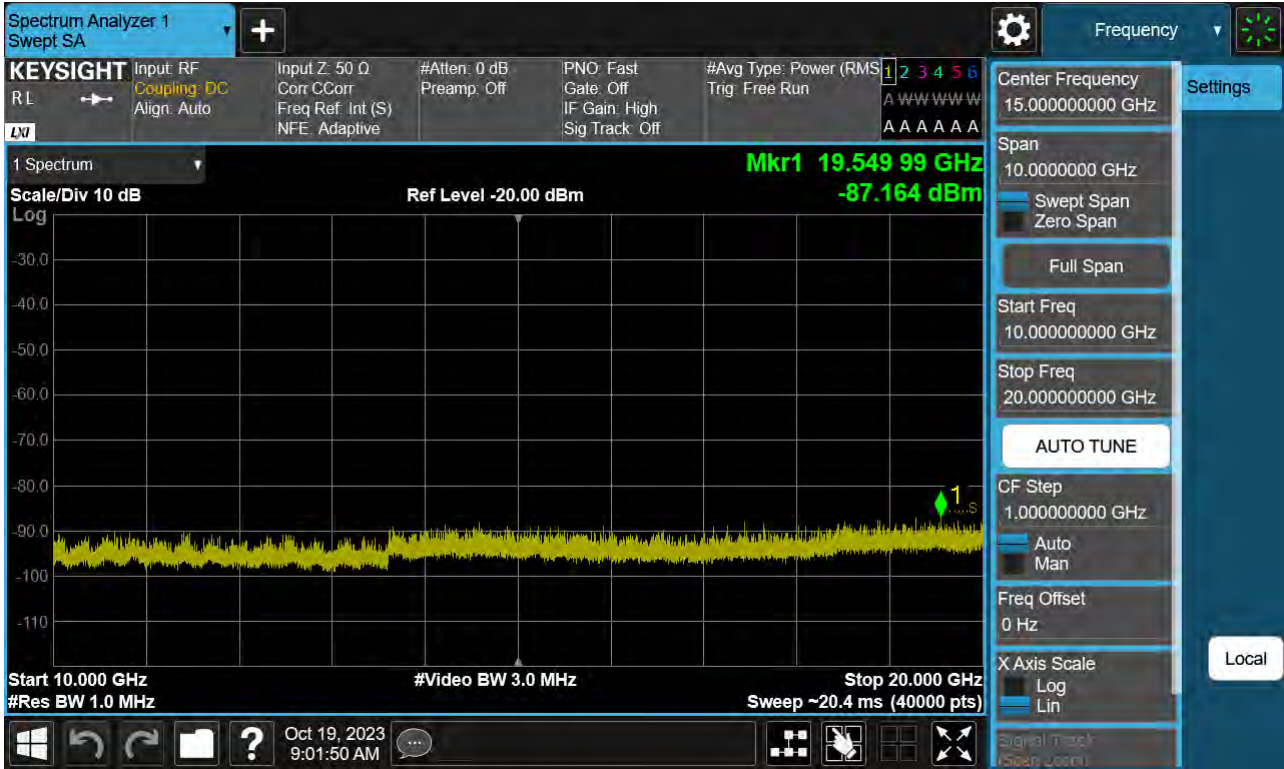 Spectrum Analyzer 1
Swept SA
Frequency
KEYSIGHT
R L
LXI
Input: RF
Coupling: DC
Align: Auto
Input Z: 50 Ω
Corr CCorr
Freq Ref: Int (S)
NFE: Adaptive
#Atten: 0 dB
Preamp: Off
PNO: Fast
Gate: Off
IF Gain: High
Sig Track: Off
#Avg Type: Power (RMS
Trig: Free Run
1 2 3 4 5 6
A W W W W W
A A A A A A
Center Frequency
15.000000000 GHz
Settings
1 Spectrum
Mkr1 19.549 99 GHz
Scale/Div 10 dB
Ref Level -20.00 dBm
-87.164 dBm
Log
-30.0
-40.0
-50.0
-60.0
-70.0
-80.0
-90.0
-100
-110
1
Start 10.000 GHz
#Video BW 3.0 MHz
Stop 20.000 GHz
#Res BW 1.0 MHz
Sweep ~20.4 ms (40000 pts)
Span
10.0000000 GHz
Swept Span
Zero Span
Full Span
Start Freq
10.000000000 GHz
Stop Freq
20.000000000 GHz
AUTO TUNE
CF Step
1.000000000 GHz
Auto
Man
Freq Offset
0 Hz
X Axis Scale
Log
Lin
Signal Track
(Span Zoom)
Local
?
Oct 19, 2023
9:01:50 AM